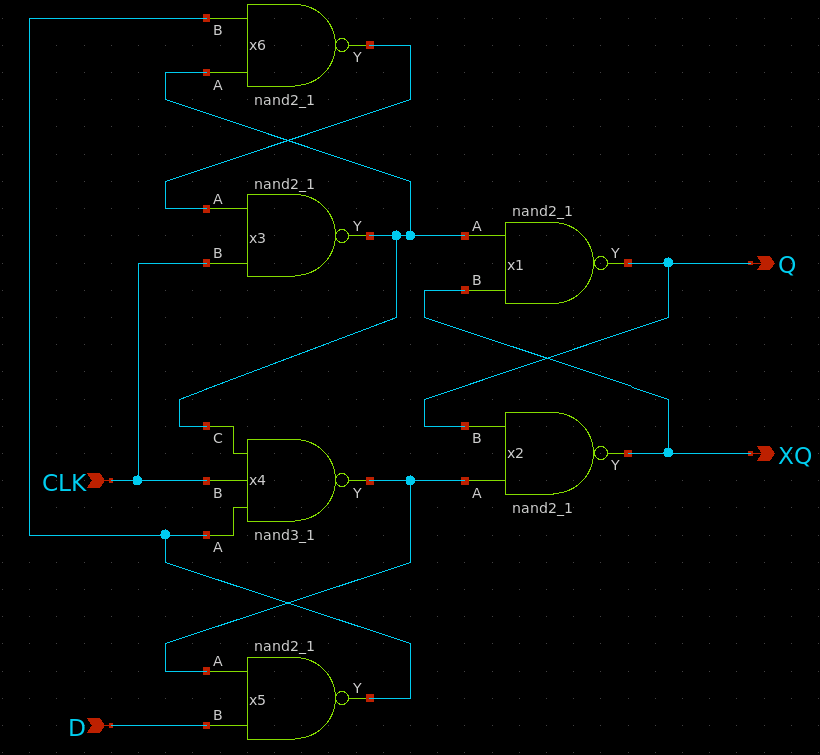 B
x6
Y
A
nand2_1
nand2_1
A
Y
x3
B
nand2_1
A
Y
x1
B
Q
C
B
x2
Y
XQ
A
nand2_1
CLK
x4
B
Y
A
nand3_1
nand2_1
A
Y
x5
B
D